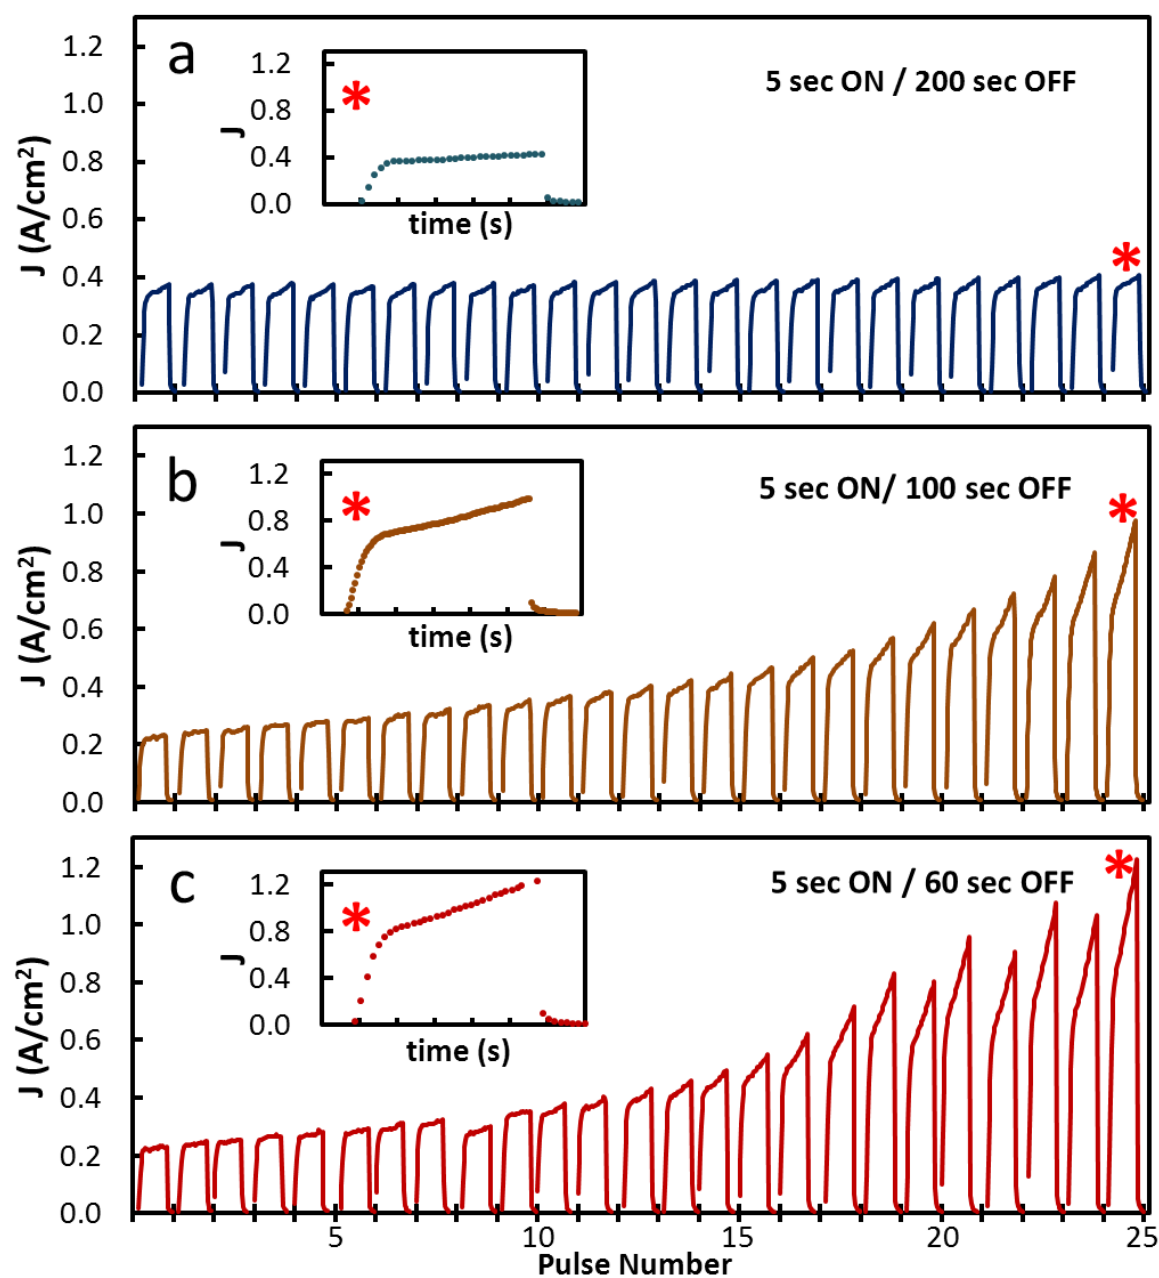 a
5 sec ON / 200 sec OFF
J (A/cm²)
1.2
1.0
0.8
0.6
0.4
0.2
0.0
J
1.2
0.8
0.4
0.0
time (s)
*
*
b
5 sec ON/ 100 sec OFF
J (A/cm²)
1.2
1.0
0.8
0.6
0.4
0.2
0.0
J
1.2
0.8
0.4
0.0
time (s)
*
*
c
5 sec ON / 60 sec OFF
J (A/cm²)
1.2
1.0
0.8
0.6
0.4
0.2
0.0
J
1.2
0.8
0.4
0.0
time (s)
*
*
5 10 15 20 25
Pulse Number